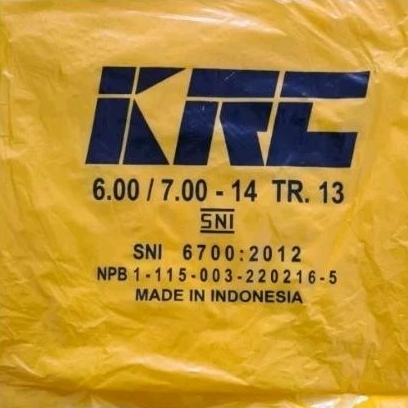 KRC
6.00 / 7.00 - 14 TR. 13
SNI
SNI 6700:2012
NPB 1-115-003-220216-5
MADE IN INDONESIA